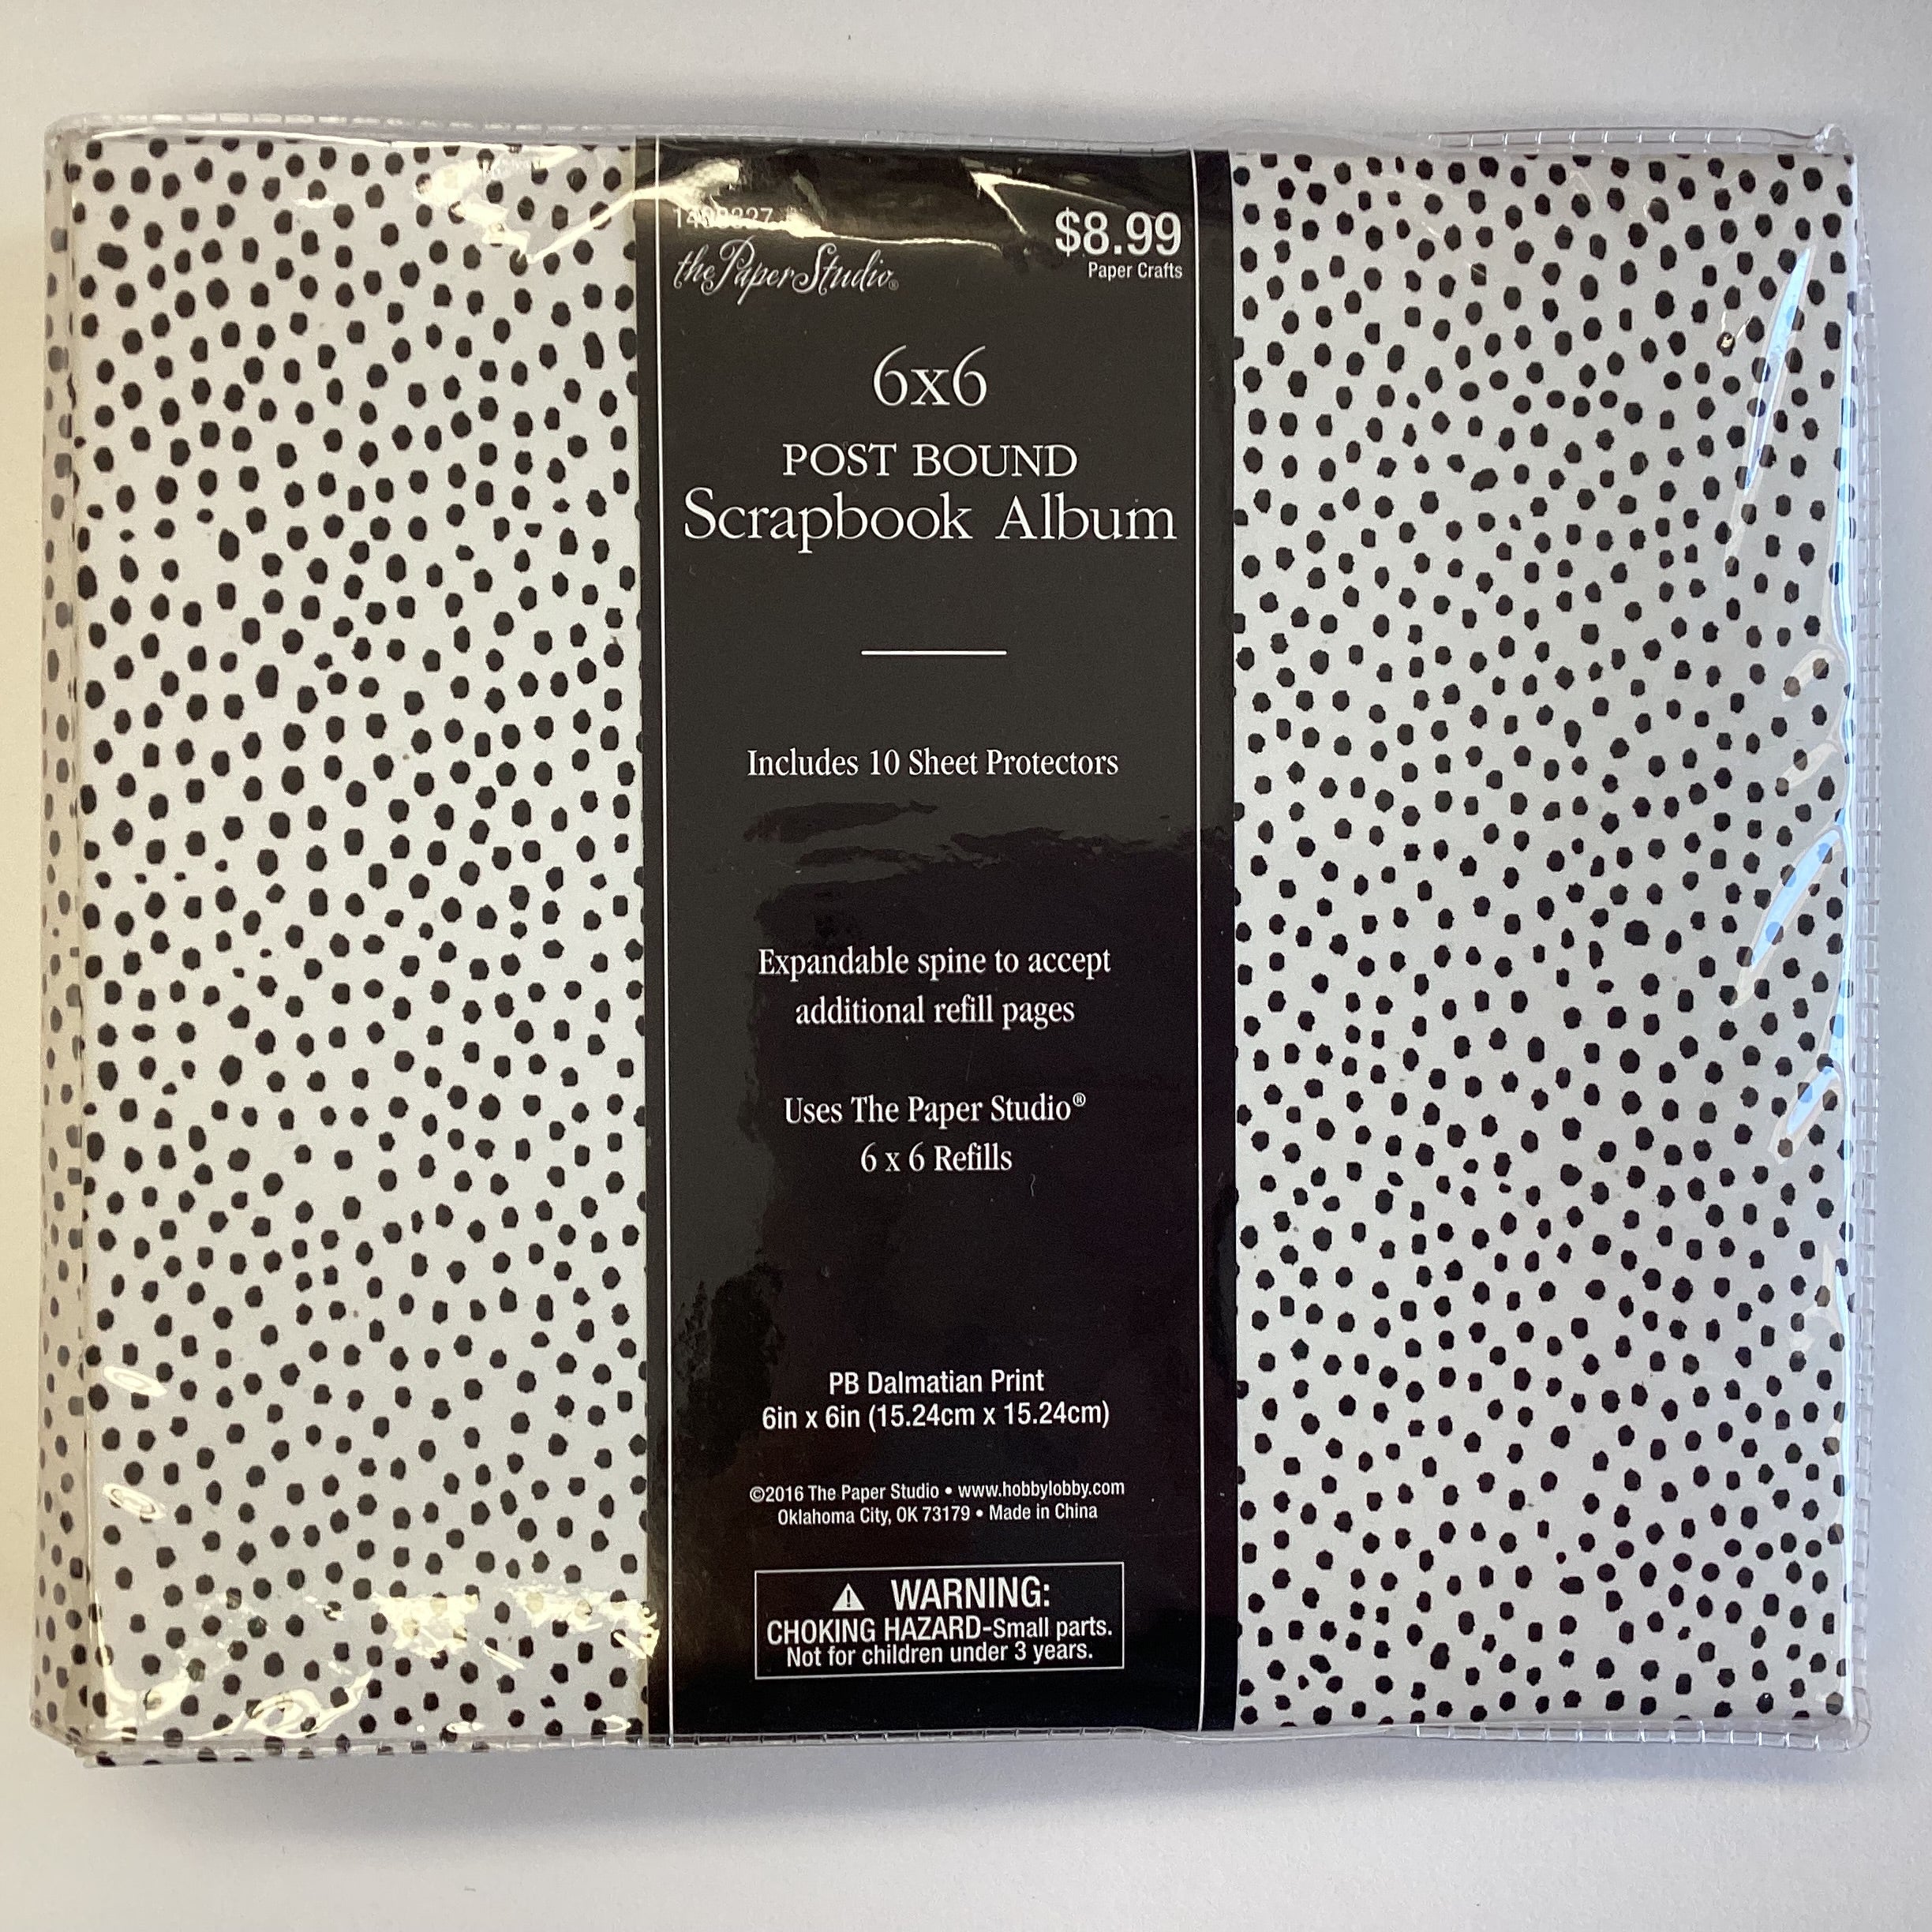 the Paper Studio®
$8.99
Paper Crafts
6x6
POST BOUND
Scrapbook Album
Includes 10 Sheet Protectors
Expandable spine to accept
additional refill pages
Uses The Paper Studio®
6 x 6 Refills
PB Dalmatian Print
6in x 6in (15.24cm x 15.24cm)
©2016 The Paper Studio • www.hobbylobby.com
Oklahoma City, OK 73179 • Made in China
WARNING:
CHOKING HAZARD-Small parts.
Not for children under 3 years.